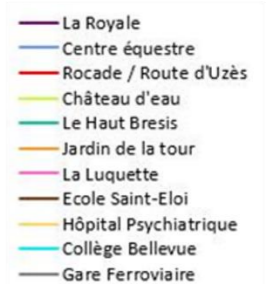 La Royale
Centre équestre
Rocade / Route d'Uzès
Château d'eau
Le Haut Bresis
Jardin de la tour
La Luquette
Ecole Saint-Eloi
Hôpital Psychiatrique
Collège Bellevue
Gare Ferroviaire